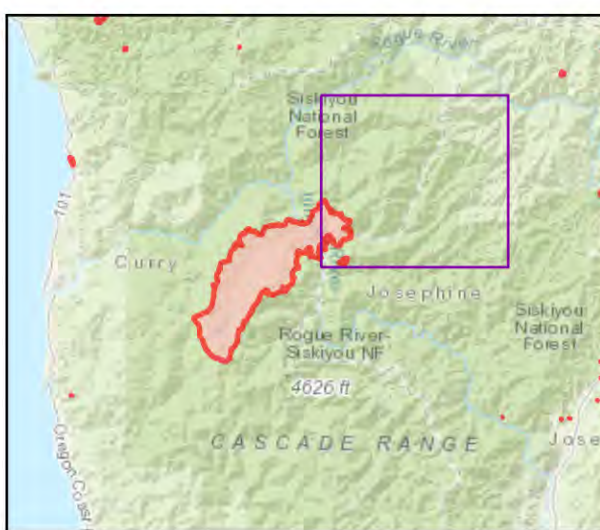 Rogue River
Siskiyou
National
Forest
101
Curry
Josephine
Siskiyou
National
Forest
Rogue River-
Siskiyou NF
4626 ft
CASCADE RANGE
Jose
Oregon Coast